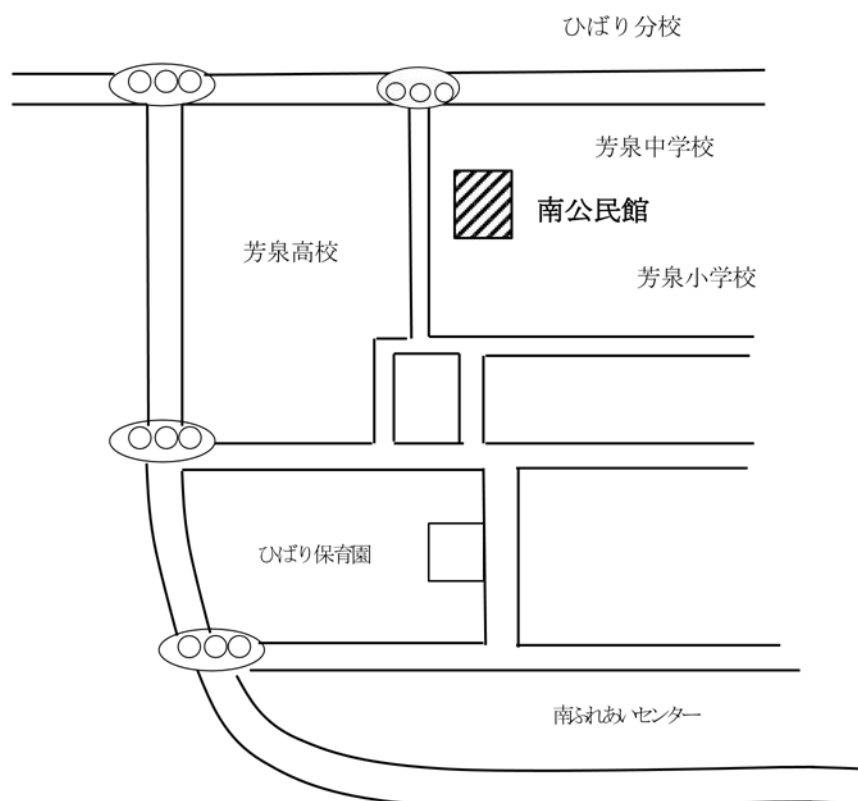 ひばり分校
芳泉中学校
南公民館
芳泉高校
芳泉小学校
ひばり保育園
南ふれあいセンター